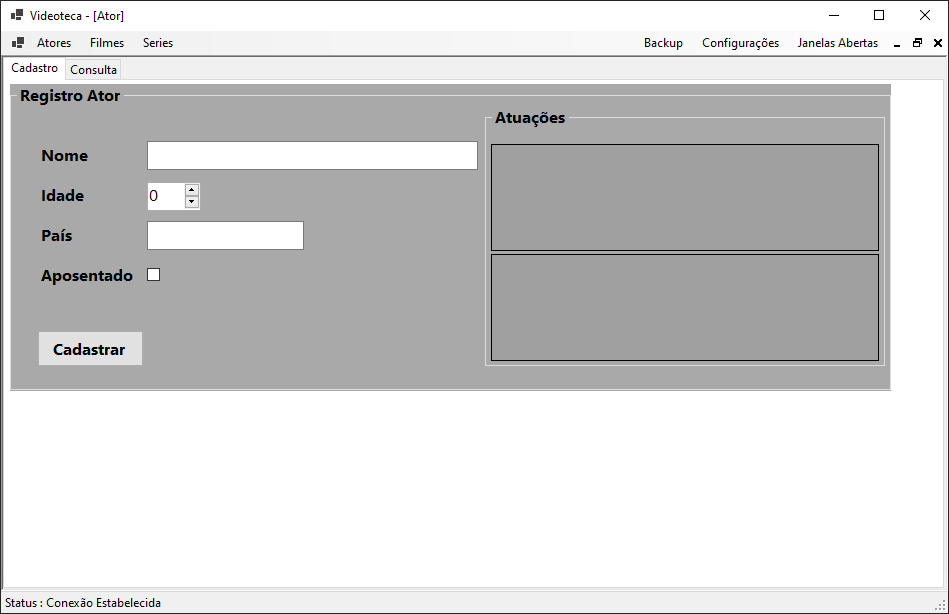 Videoteca - [Ator]
Atores Filmes Series Backup Configurações Janelas Abertas
Cadastro Consulta
Registro Ator
Atuações
Nome
Idade 0
País
Aposentado
Cadastrar
Status : Conexão Estabelecida